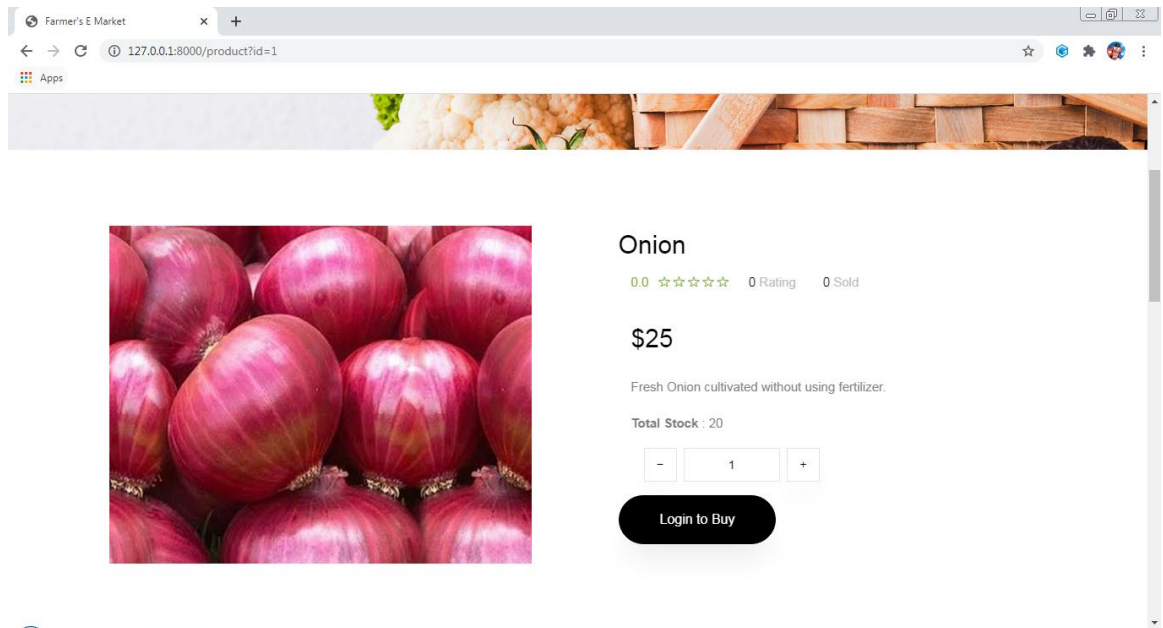 Farmer's E Market
127.0.0.1:8000/product?id=1
Apps
Onion
0.0 ☆☆☆☆☆ 0 Rating 0 Sold
$25
Fresh Onion cultivated without using fertilizer.
Total Stock : 20
- 1 +
Login to Buy